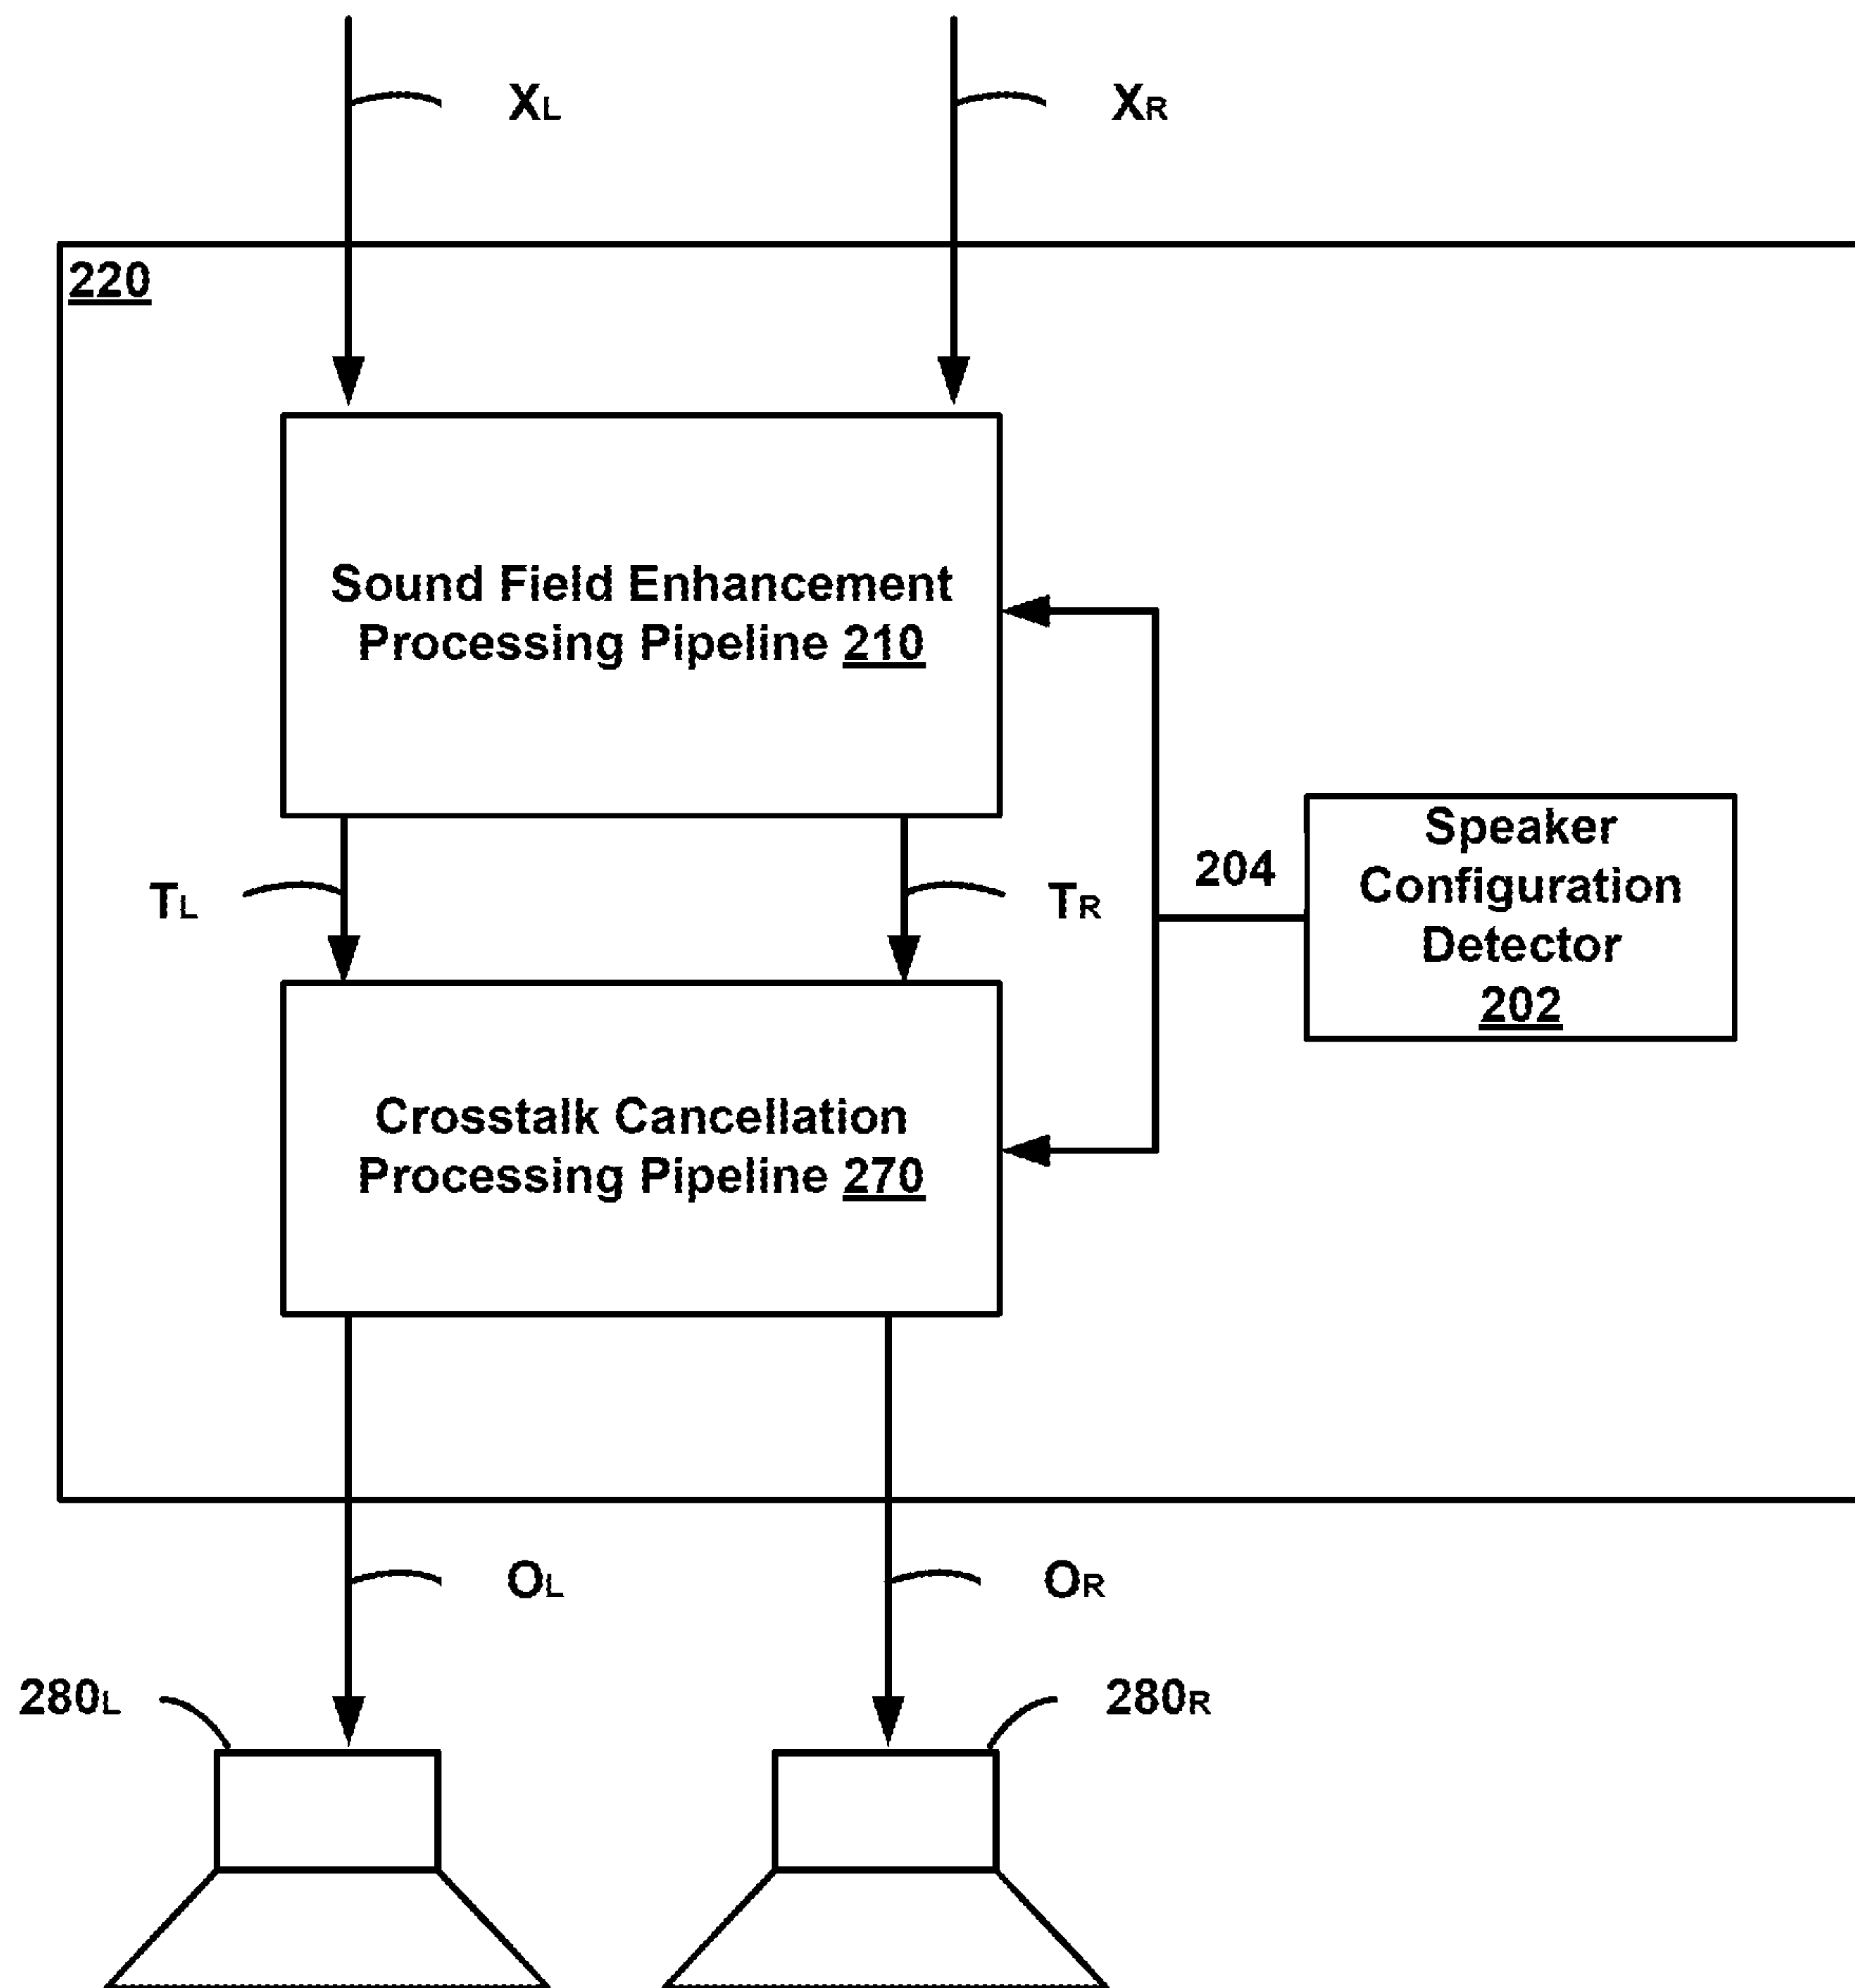 XL
XR
220
Sound Field Enhancement
Processing Pipeline 210
TL
TR
204
Speaker
Configuration
Detector
202
Crosstalk Cancellation
Processing Pipeline 270
OL
OR
280L
280R